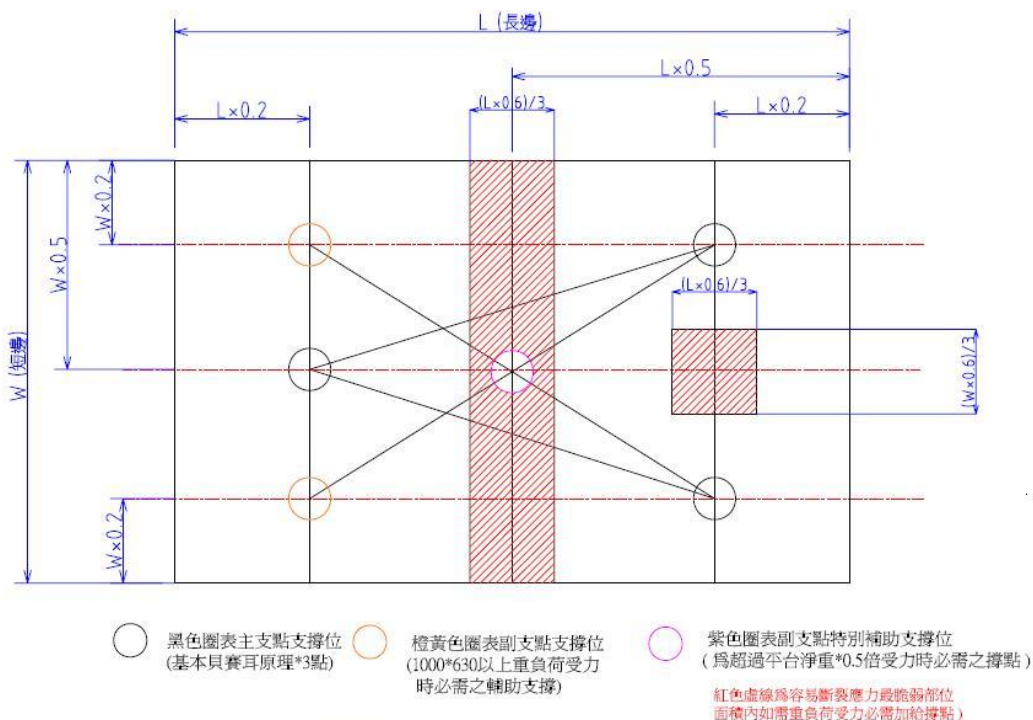 L (長邊)
L×0.5
(L×0.6)/3
L×0.2
L×0.2
W×0.2
W×0.5
W (短邊)
(L×0.6)/3
(W×0.6)/3
W×0.2
黑色圈表主支點支撐位
(基本貝賽耳原理*3點)
橙黃色圈表副支點支撐位
(1000*630以上重負荷受力
時必需之輔助支撐)
紫色圈表副支點特別補助支撐位
( 為超過平台淨重*0.5倍受力時必需之撐點 )
紅色虛線為容易斷裂應力最脆弱部位
面積內如需重負荷受力必需加給撐點 )